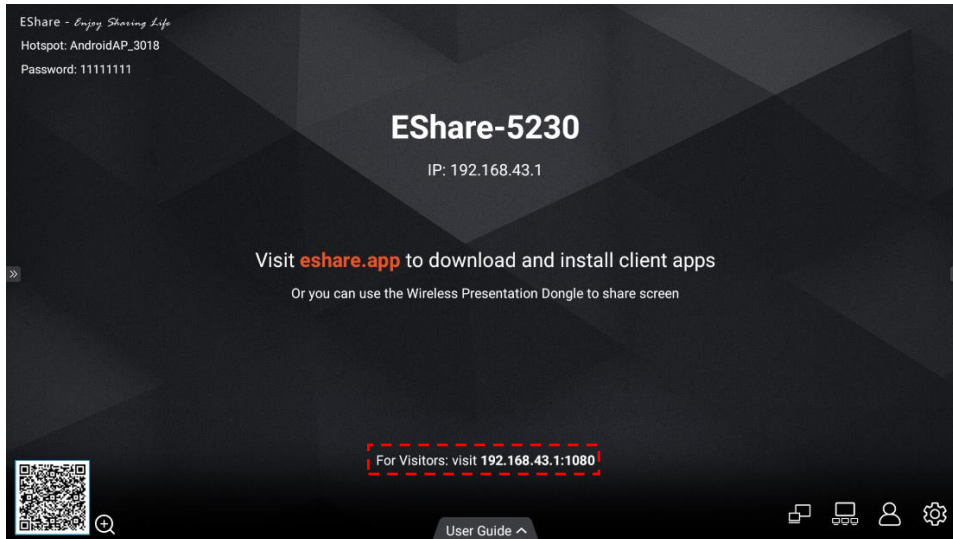 EShare - Enjoy Sharing Life
Hotspot: AndroidAP_3018
Password: 11111111
EShare-5230
IP: 192.168.43.1
Visit eshare.app to download and install client apps
Or you can use the Wireless Presentation Dongle to share screen
For Visitors: visit 192.168.43.1:1080
User Guide